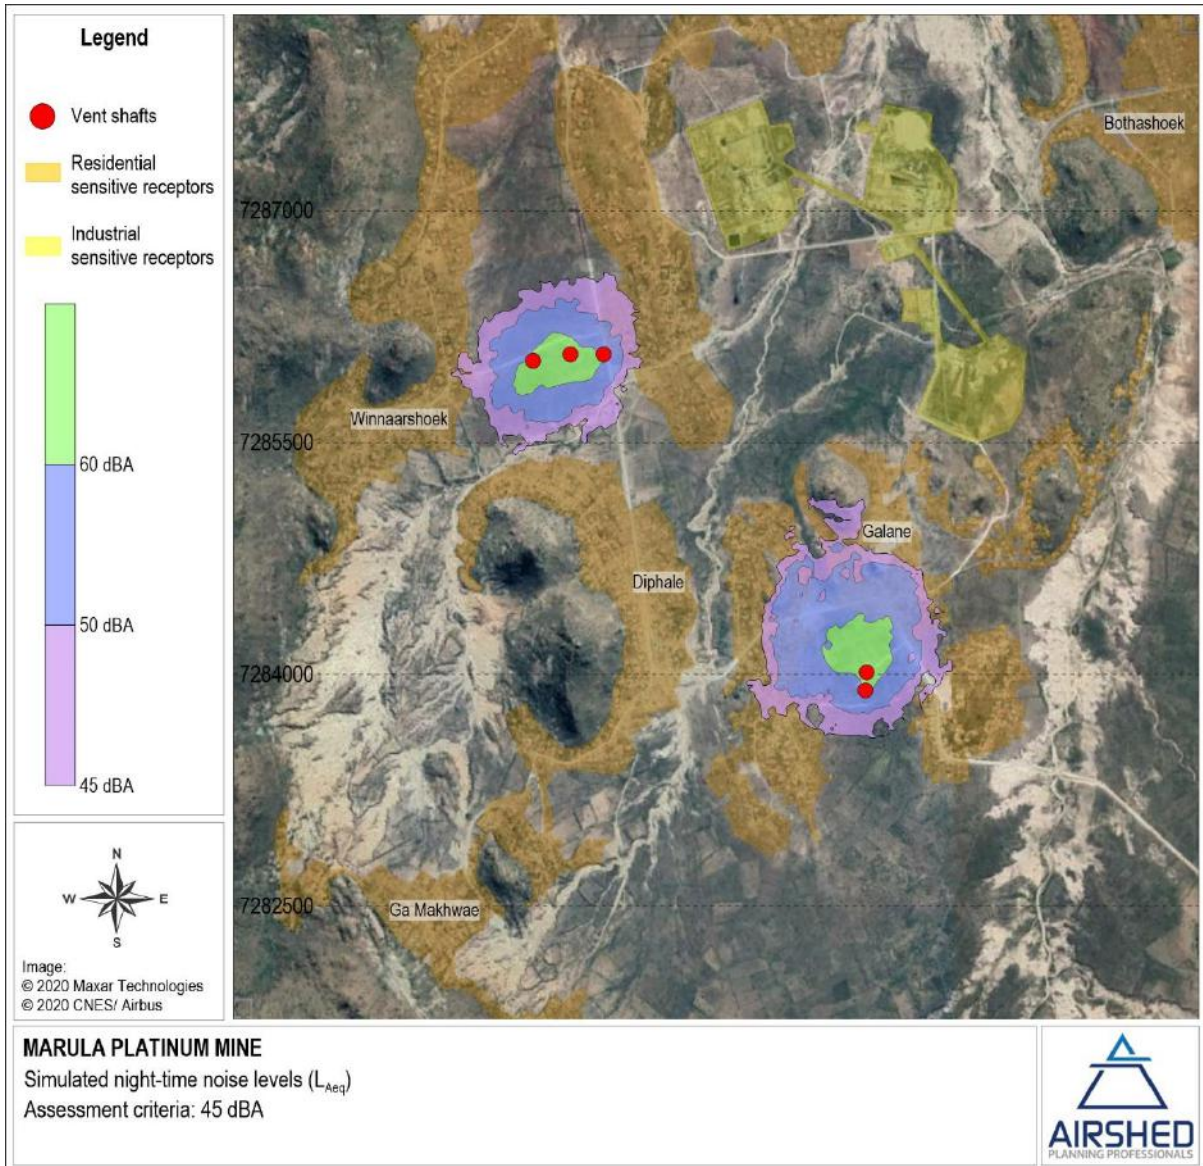 Legend
Vent shafts
Residential
sensitive receptors
Industrial
sensitive receptors
60 dBA
50 dBA
45 dBA
N
W
E
S
Image:
© 2020 Maxar Technologies
© 2020 CNES/ Airbus
Bothashoek
7287000
Winnaarshoek
7285500
Galane
Diphale
7284000
7282500
Ga Makhwae
MARULA PLATINUM MINE
Simulated night-time noise levels (LAeq)
Assessment criteria: 45 dBA
AIRSHED
PLANNING PROFESSIONALS